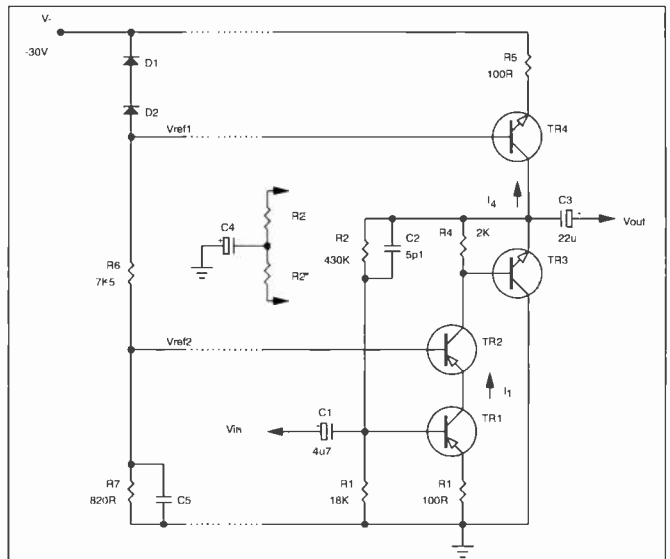 V-
-30V
D1
D2
Vref1
R5
100R
TR4
I4
C3
22u
Vout
R2
C4
R2"
R2
430K
C2
5p1
R4
2K
TR3
R6
7K5
Vref2
TR2
I1
Vin
C1
4u7
TR1
R7
820R
C5
R1
18K
R1
100R